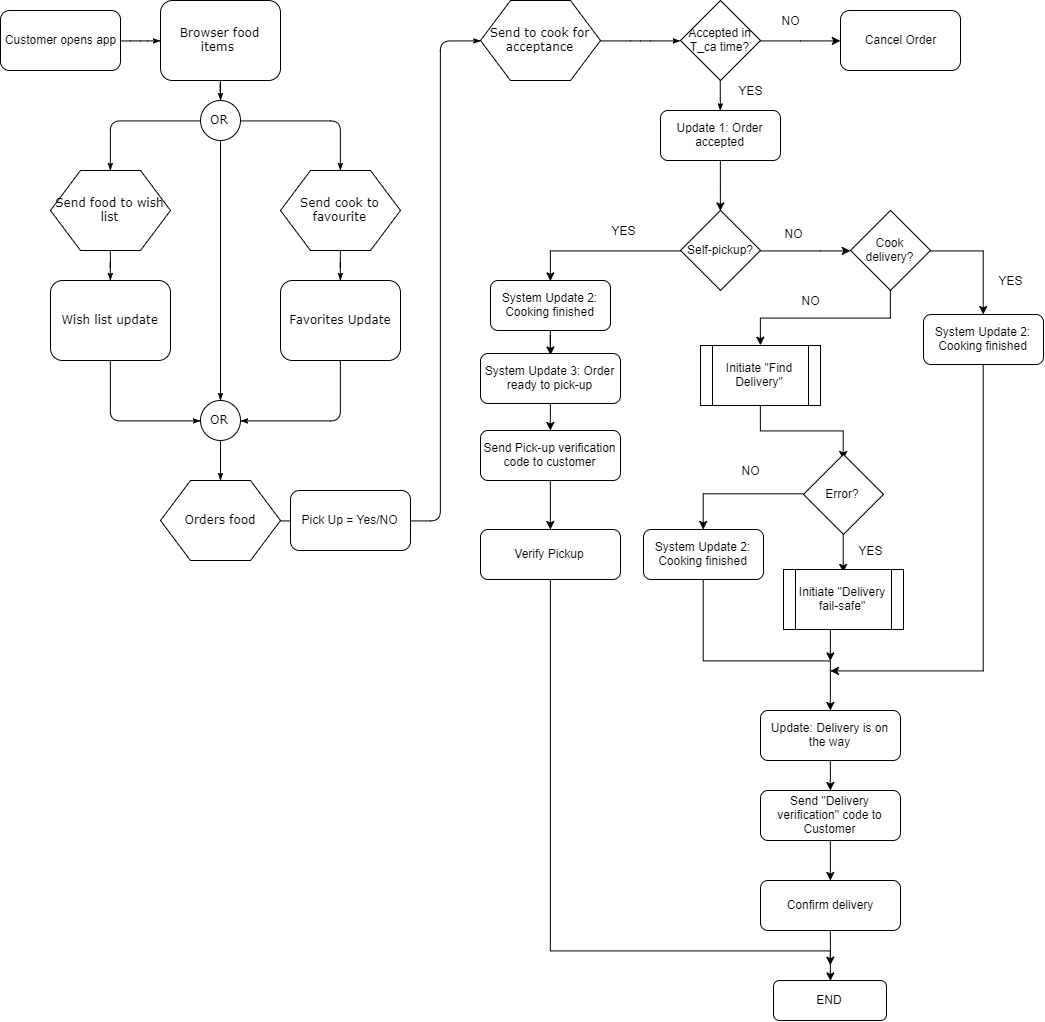 Customer opens app
Browser food
items
OR
Send food to wish
list
Send cook to
favourite
Wish list update
Favorites Update
OR
Orders food
Pick Up = Yes/NO
Send to cook for
acceptance
Accepted in
T_ca time?
NO
Cancel Order
YES
Update 1: Order
accepted
Self-pickup?
YES
NO
Cook
delivery?
YES
NO
System Update 2:
Cooking finished
System Update 3: Order
ready to pick-up
Send Pick-up verification
code to customer
Verify Pickup
System Update 2:
Cooking finished
Initiate "Find
Delivery"
Error?
NO
YES
System Update 2:
Cooking finished
Initiate "Delivery
fail-safe"
Update: Delivery is on
the way
Send "Delivery
verification" code to
Customer
Confirm delivery
END